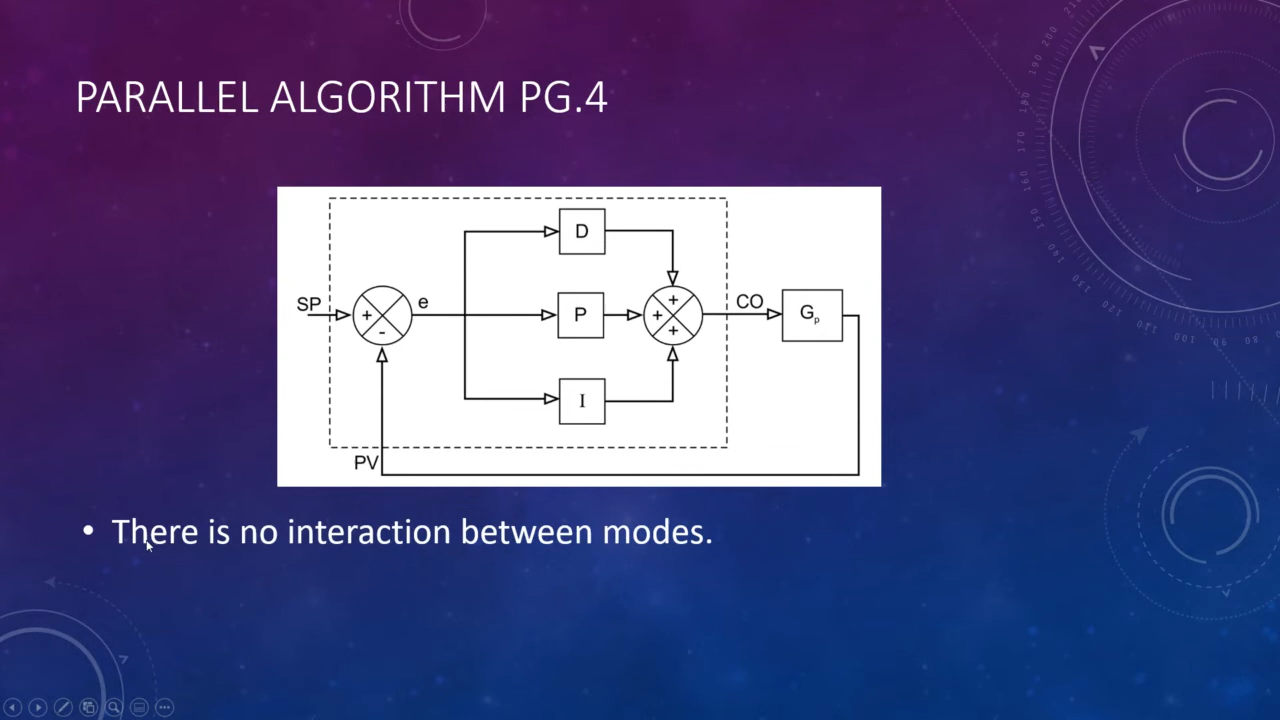 PARALLEL ALGORITHM PG.4
D
SP
+
-
e
P
+
+
+
CO
Gp
I
PV
• There is no interaction between modes.